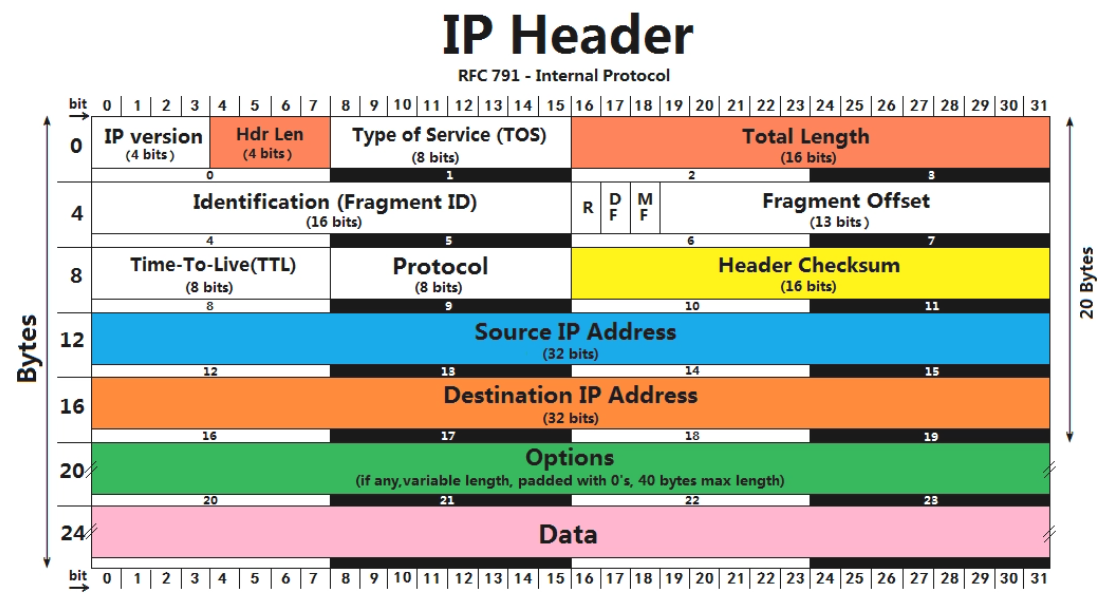 IP Header
RFC 791 - Internal Protocol
bit 0 1 2 3 4 5 6 7 8 9 10 11 12 13 14 15 16 17 18 19 20 21 22 23 24 25 26 27 28 29 30 31
Bytes
20 Bytes
0 IP version Hdr Len Type of Service (TOS) Total Length
(4 bits) (4 bits) (8 bits) (16 bits)
0 1 2 3
4 Identification (Fragment ID) R DF MF Fragment Offset
(16 bits) (13 bits)
4 5 6 7
8 Time-To-Live(TTL) Protocol Header Checksum
(8 bits) (8 bits) (16 bits)
8 9 10 11
12 Source IP Address
(32 bits)
12 13 14 15
16 Destination IP Address
(32 bits)
16 17 18 19
20 Options
(if any,variable length, padded with 0's, 40 bytes max length)
20 21 22 23
24 Data
bit 0 1 2 3 4 5 6 7 8 9 10 11 12 13 14 15 16 17 18 19 20 21 22 23 24 25 26 27 28 29 30 31